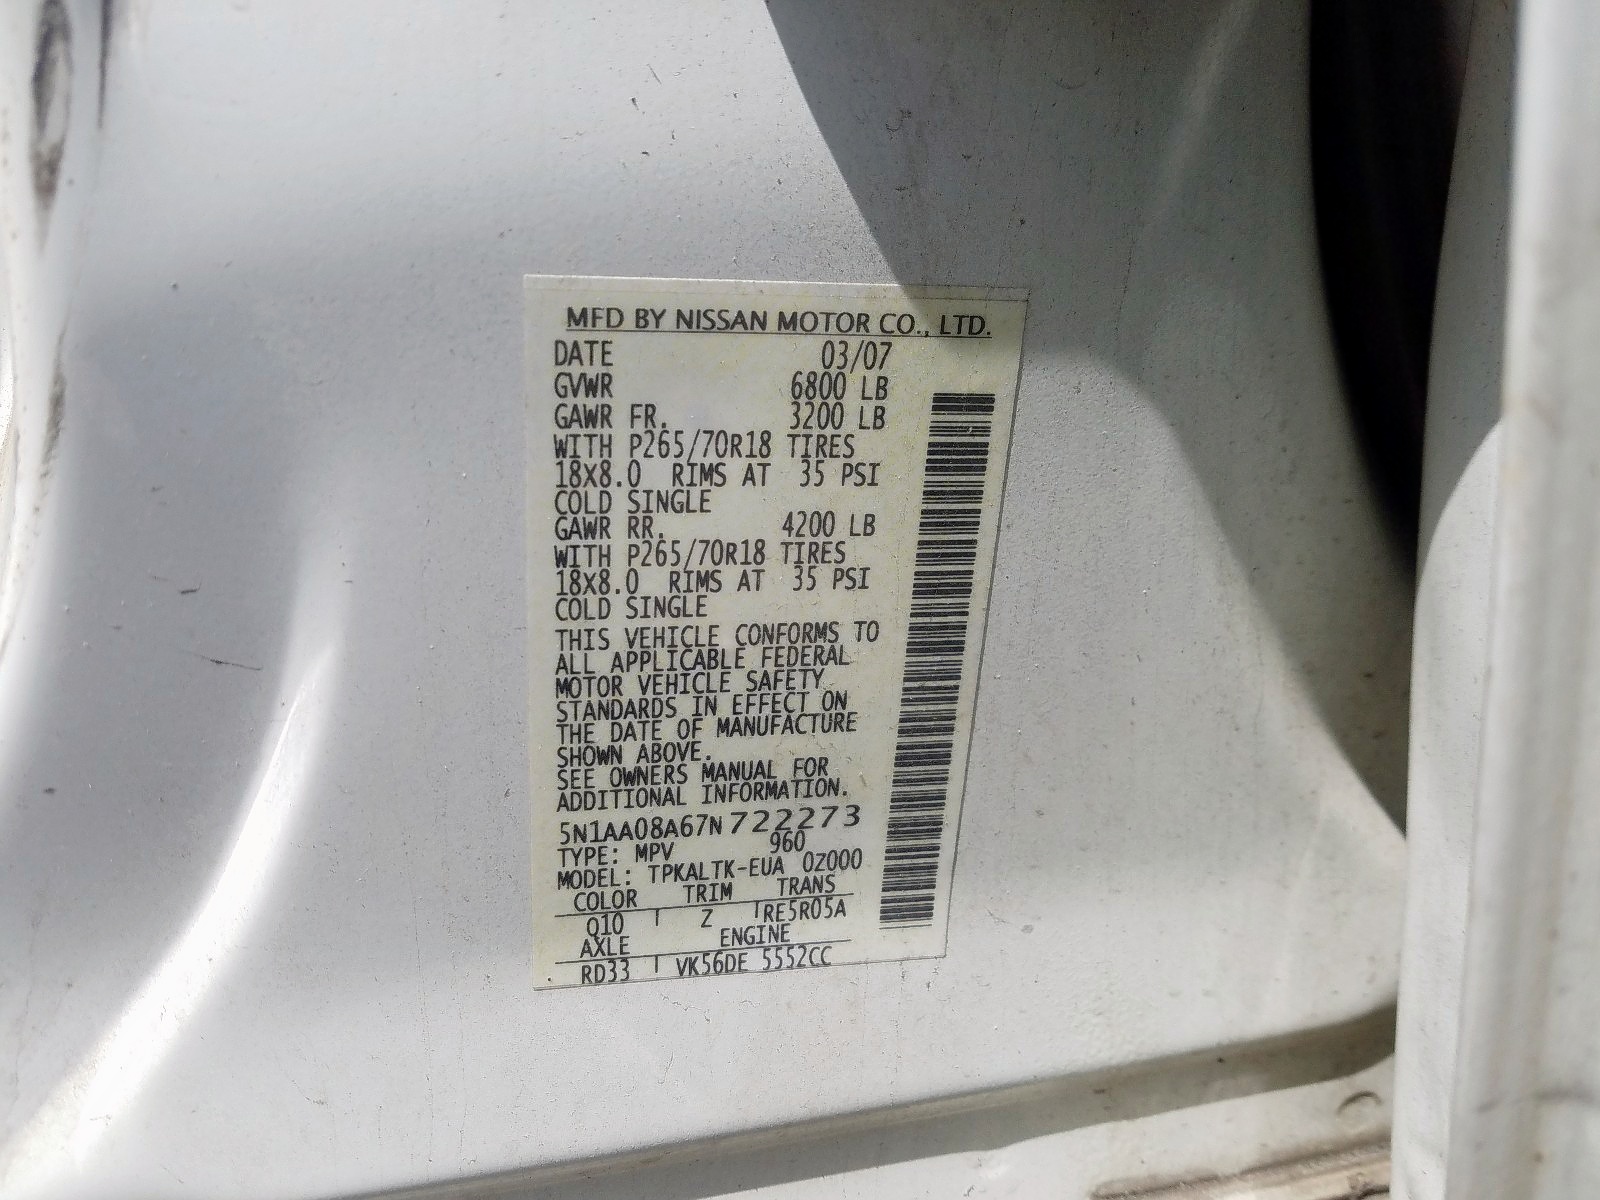 MFD BY NISSAN MOTOR CO., LTD.
DATE 03/07
GVWR 6800 LB
GAWR FR. 3200 LB
WITH P265/70R18 TIRES
18X8.0 RIMS AT 35 PSI
COLD SINGLE
GAWR RR. 4200 LB
WITH P265/70R18 TIRES
18X8.0 RIMS AT 35 PSI
COLD SINGLE
THIS VEHICLE CONFORMS TO
ALL APPLICABLE FEDERAL
MOTOR VEHICLE SAFETY
STANDARDS IN EFFECT ON
THE DATE OF MANUFACTURE
SHOWN ABOVE.
SEE OWNERS MANUAL FOR
ADDITIONAL INFORMATION.
5N1AA08A67N722273
TYPE: MPV 960
MODEL: TPKALTK-EUA 0Z000
COLOR TRIM TRANS
Q10 Z RE5R05A
AXLE ENGINE
RD33 VK56DE 5552CC